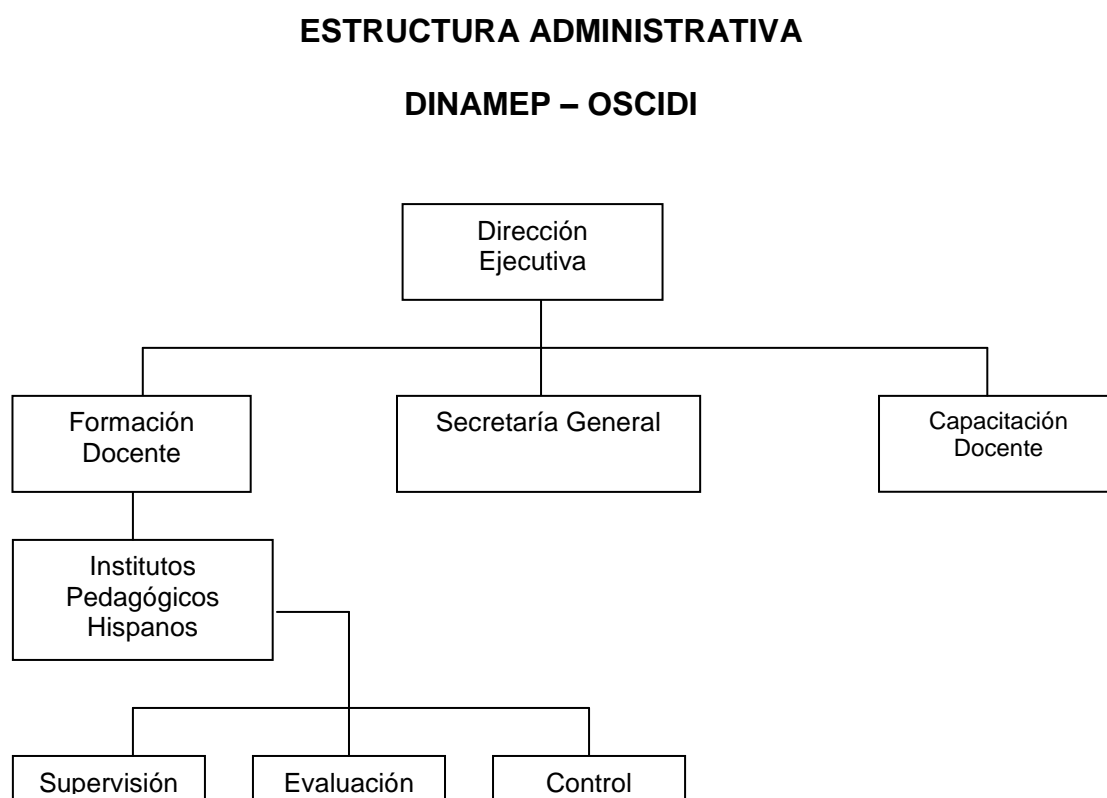 ESTRUCTURA ADMINISTRATIVA
DINAMEP – OSCIDI
Dirección
Ejecutiva
Formación
Docente
Secretaría General
Capacitación
Docente
Institutos
Pedagógicos
Hispanos
Supervisión
Evaluación
Control